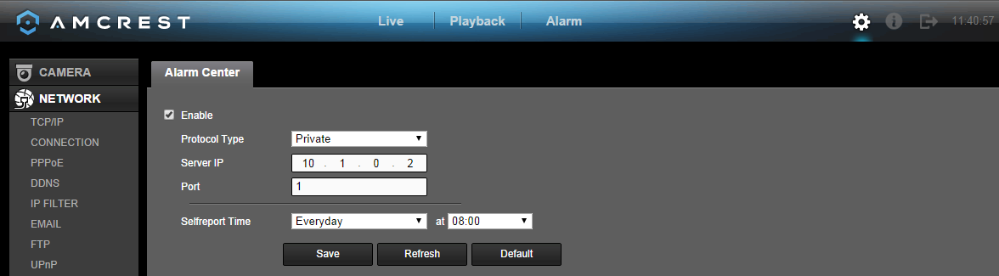 AMCREST
Live Playback Alarm 11:40:57
CAMERA
NETWORK
TCP/IP
CONNECTION
PPPoE
DDNS
IP FILTER
EMAIL
FTP
UPnP
Alarm Center
Enable
Protocol Type Private
Server IP 10 . 1 . 0 . 2
Port 1
Selfreport Time Everyday at 08:00
Save Refresh Default